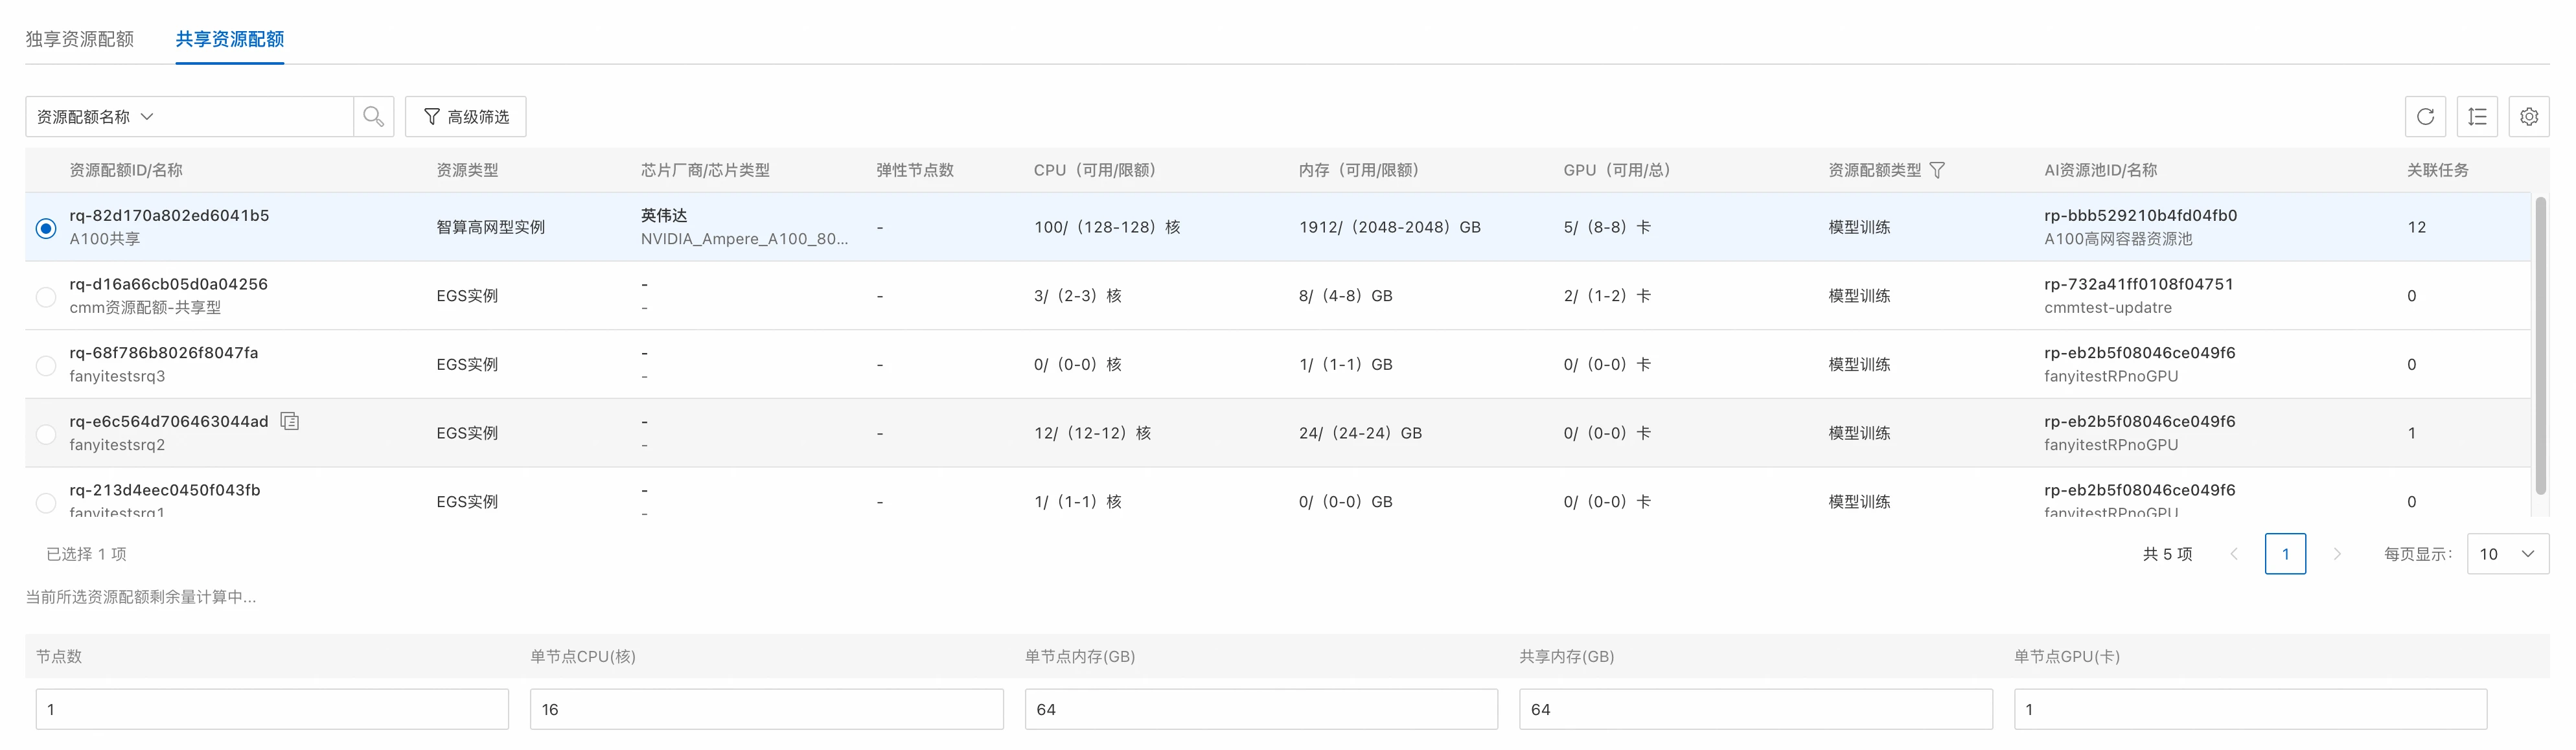 独享资源配额 共享资源配额
资源配额名称 高级筛选
资源配额ID/名称 资源类型 芯片厂商/芯片类型 弹性节点数 CPU（可用/限额） 内存（可用/限额） GPU（可用/总） 资源配额类型 AI资源池ID/名称 关联任务
rq-82d170a802ed6041b5 英伟达 rp-bbb529210b4fd04fb0
智算高网型实例 - 100/（128-128）核 1912/（2048-2048）GB 5/（8-8）卡 模型训练 12
A100共享 NVIDIA_Ampere_A100_80... A100高网容器资源池
rq-d16a66cb05d0a04256 - rp-732a41ff0108f04751
EGS实例 - 3/（2-3）核 8/（4-8）GB 2/（1-2）卡 模型训练 0
cmm资源配额-共享型 - cmmtest-updatre
rq-68f786b8026f8047fa - rp-eb2b5f08046ce049f6
EGS实例 - 0/（0-0）核 1/（1-1）GB 0/（0-0）卡 模型训练 0
fanyitestsrq3 - fanyitestRPnoGPU
rq-e6c564d706463044ad - rp-eb2b5f08046ce049f6
EGS实例 - 12/（12-12）核 24/（24-24）GB 0/（0-0）卡 模型训练 1
fanyitestsrq2 - fanyitestRPnoGPU
rq-213d4eec0450f043fb - rp-eb2b5f08046ce049f6
EGS实例 - 1/（1-1）核 0/（0-0）GB 0/（0-0）卡 模型训练 0
fanyitestsrq1 - fanyitestRPnoGPU
已选择 1 项 共 5 项 1 每页显示: 10
当前所选资源配额剩余量计算中...
节点数 单节点CPU(核) 单节点内存(GB) 共享内存(GB) 单节点GPU(卡)
1 16 64 64 1